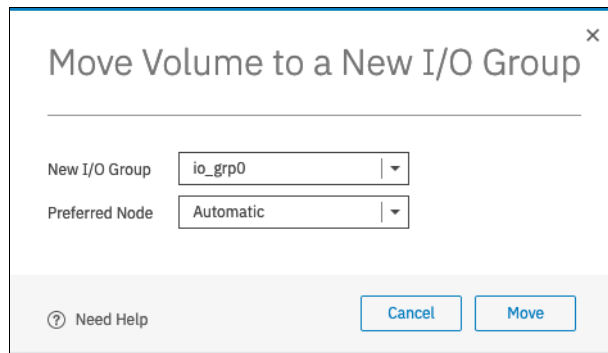 Move Volume to a New I/O Group
New I/O Group io_grp0
Preferred Node Automatic
? Need Help Cancel Move